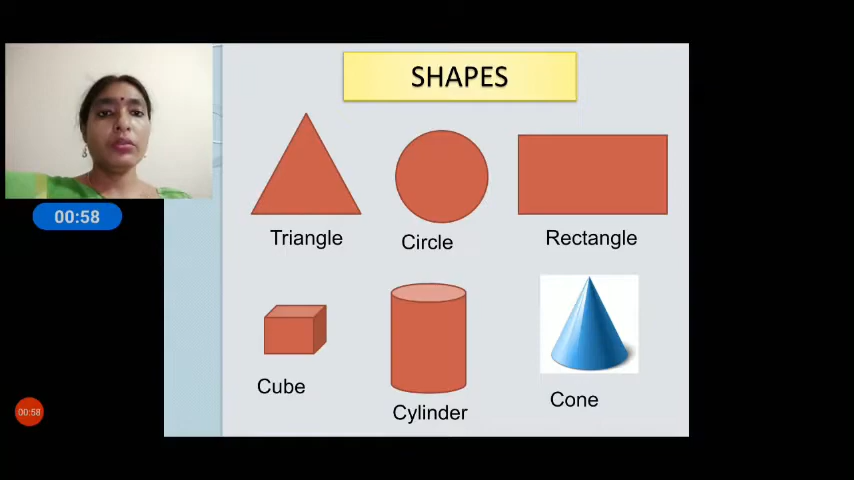 SHAPES
00:58
Triangle
Circle
Rectangle
Cube
Cylinder
Cone
00:58